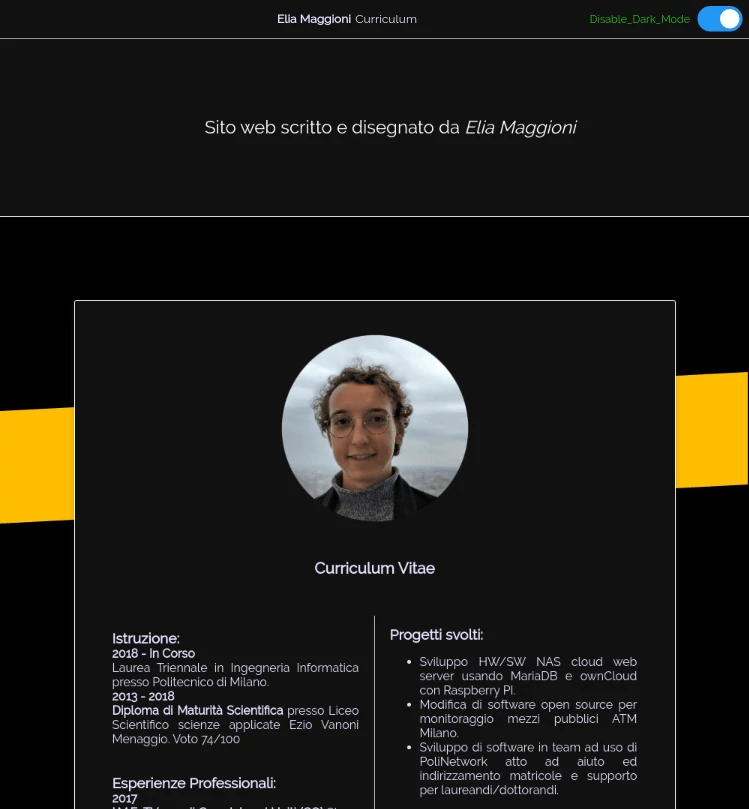 Elia Maggioni Curriculum
Disable_Dark_Mode
Sito web scritto e disegnato da Elia Maggioni
Curriculum Vitae
Istruzione:
2018 - In Corso
Laurea Triennale in Ingegneria Informatica
presso Politecnico di Milano.
2013 - 2018
Diploma di Maturità Scientifica presso Liceo
Scientifico scienze applicate Ezio Vanoni
Menaggio. Voto 74/100
Esperienze Professionali:
2017
Progetti svolti:
Sviluppo HW/SW NAS cloud web
server usando MariaDB e ownCloud
con Raspberry PI.
Modifica di software open source per
monitoraggio mezzi pubblici ATM
Milano.
Sviluppo di software in team ad uso di
PoliNetwork atto ad aiuto ed
indirizzamento matricole e supporto
per laureandi/dottorandi.